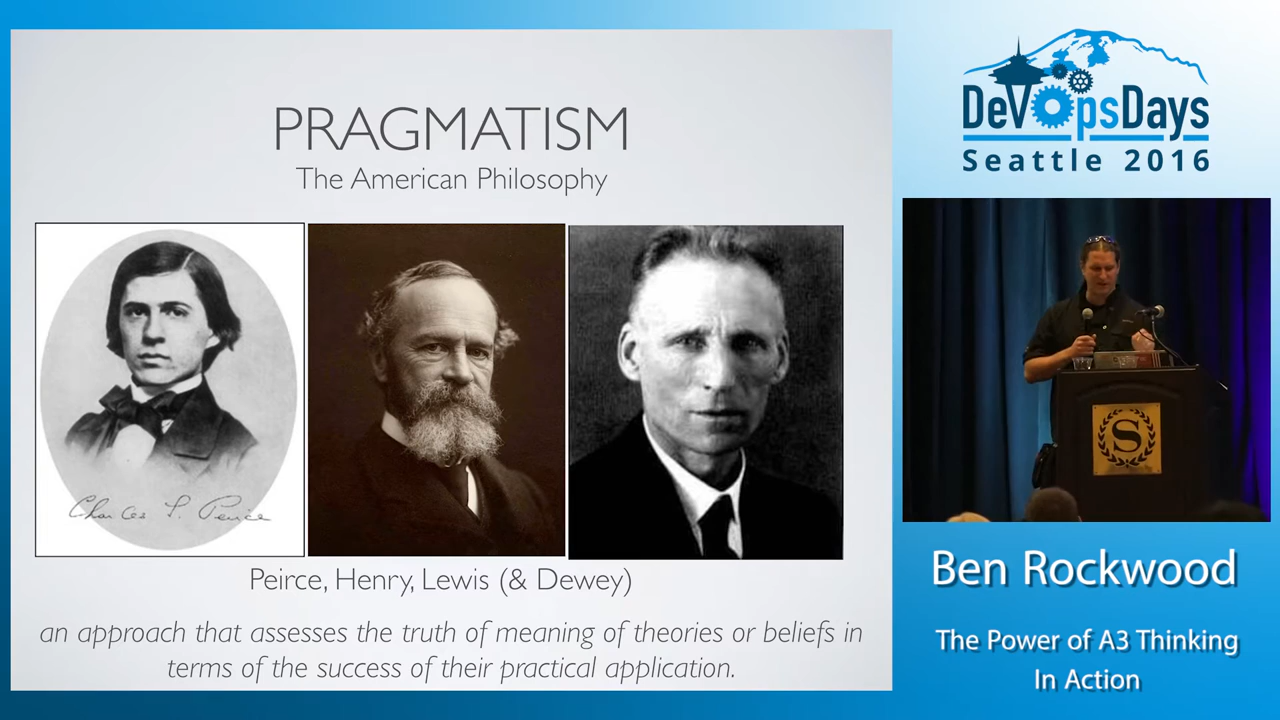 PRAGMATISM
The American Philosophy
Charles S. Peirce
Peirce, Henry, Lewis (& Dewey)
an approach that assesses the truth of meaning of theories or beliefs in
terms of the success of their practical application.
DevOpsDays
Seattle 2016
S
Ben Rockwood
The Power of A3 Thinking
In Action